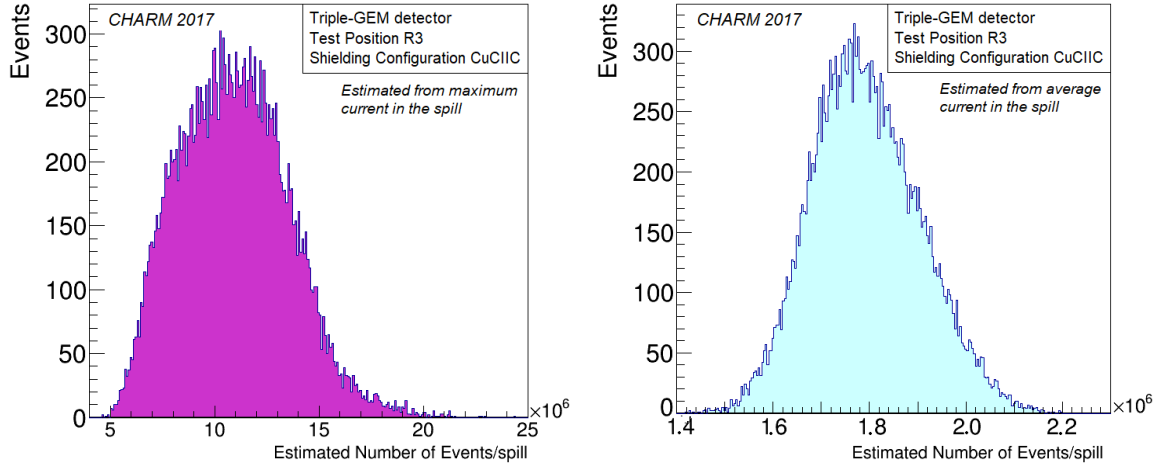 CHARM 2017
Triple-GEM detector
Test Position R3
Shielding Configuration CuCIIC
Estimated from maximum
current in the spill
Events
300
250
200
150
100
50
0
5
10
15
20
25
×10⁶
Estimated Number of Events/spill
CHARM 2017
Triple-GEM detector
Test Position R3
Shielding Configuration CuCIIC
Estimated from average
current in the spill
Events
300
250
200
150
100
50
0
1.4
1.6
1.8
2.0
2.2
×10⁶
Estimated Number of Events/spill